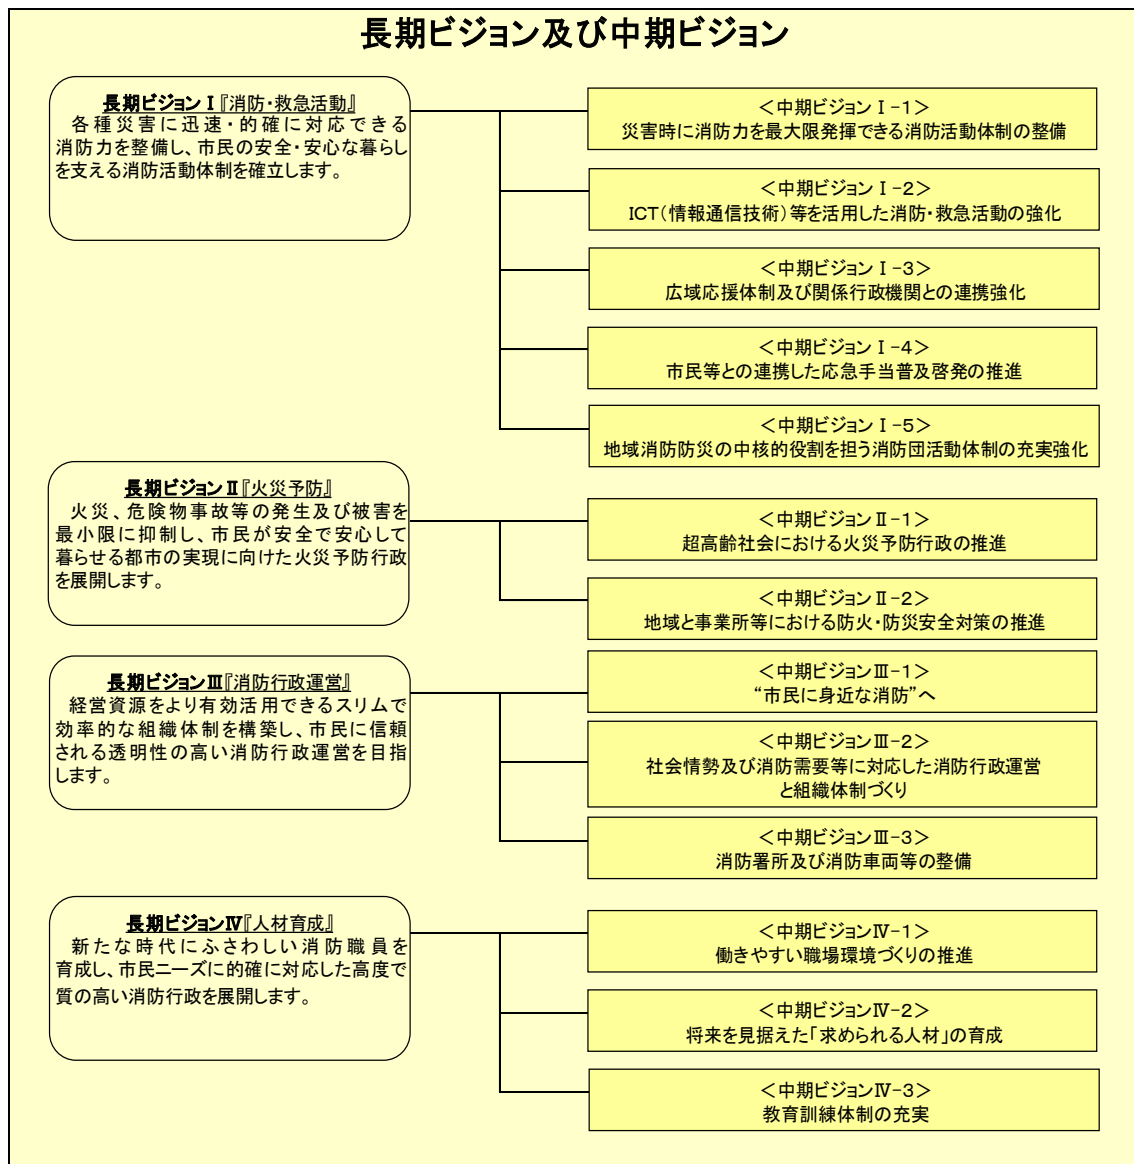 長期ビジョン及び中期ビジョン
長期ビジョンⅠ『消防・救急活動』
各種災害に迅速・的確に対応できる
消防力を整備し、市民の安全・安心な暮らし
を支える消防活動体制を確立します。
＜中期ビジョンⅠ-1＞
災害時に消防力を最大限発揮できる消防活動体制の整備
＜中期ビジョンⅠ-2＞
ICT（情報通信技術）等を活用した消防・救急活動の強化
＜中期ビジョンⅠ-3＞
広域応援体制及び関係行政機関との連携強化
＜中期ビジョンⅠ-4＞
市民等との連携した応急手当普及啓発の推進
＜中期ビジョンⅠ-5＞
地域消防防災の中核的役割を担う消防団活動体制の充実強化
長期ビジョンⅡ『火災予防』
火災、危険物事故等の発生及び被害を
最小限に抑制し、市民が安全で安心して
暮らせる都市の実現に向けた火災予防行政
を展開します。
＜中期ビジョンⅡ-1＞
超高齢社会における火災予防行政の推進
＜中期ビジョンⅡ-2＞
地域と事業所等における防火・防災安全対策の推進
長期ビジョンⅢ『消防行政運営』
経営資源をより有効活用できるスリムで
効率的な組織体制を構築し、市民に信頼
される透明性の高い消防行政運営を目指
します。
＜中期ビジョンⅢ-1＞
“市民に身近な消防”へ
＜中期ビジョンⅢ-2＞
社会情勢及び消防需要等に対応した消防行政運営
と組織体制づくり
＜中期ビジョンⅢ-3＞
消防署所及び消防車両等の整備
長期ビジョンⅣ『人材育成』
新たな時代にふさわしい消防職員を
育成し、市民ニーズに的確に対応した高度で
質の高い消防行政を展開します。
＜中期ビジョンⅣ-1＞
働きやすい職場環境づくりの推進
＜中期ビジョンⅣ-2＞
将来を見据えた「求められる人材」の育成
＜中期ビジョンⅣ-3＞
教育訓練体制の充実